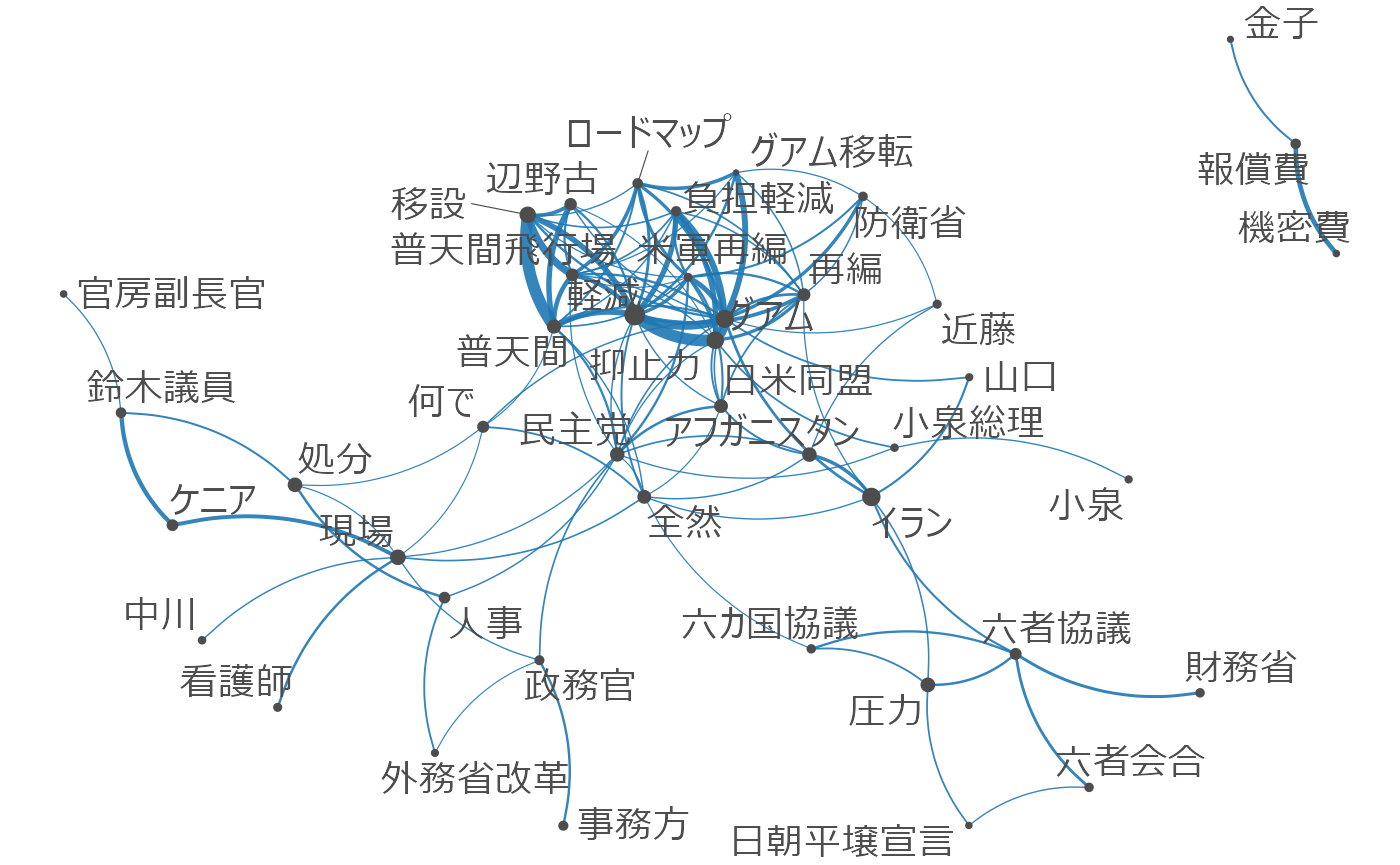 金子
ロードマップ
グアム移転
報償費
辺野古
移設
負担軽減
防衛省
機密費
普天間飛行場
米軍再編
再編
官房副長官
軽減
グアム
近藤
普天間
抑止力
日米同盟
山口
鈴木議員
何で
民主党
アフガニスタン
小泉総理
処分
ケニア
現場
全然
イラン
小泉
中川
人事
六カ国協議
六者協議
看護師
政務官
財務省
圧力
外務省改革
六者会合
事務方
日朝平壌宣言